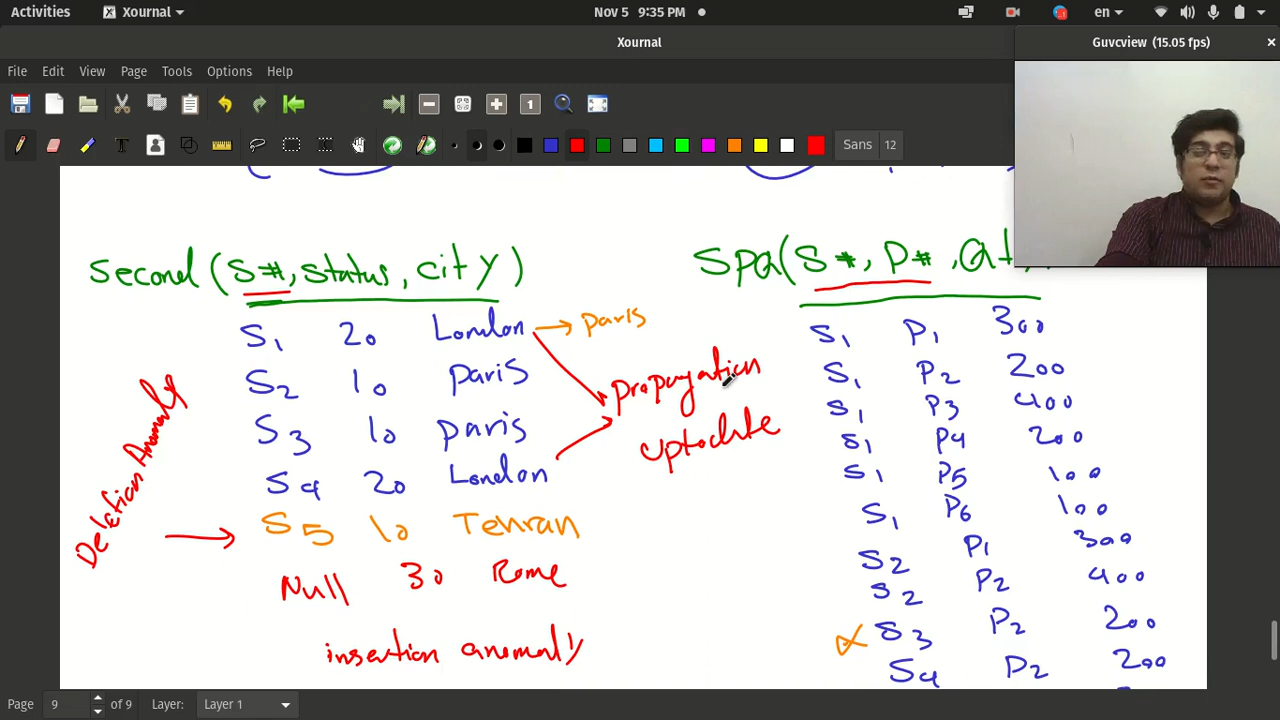 Activities Xournal Nov 5 9:35 PM en
Xournal
Guvcview (15.05 fps)
File Edit View Page Tools Options Help
Sans 12
Second (S#, status, city)
S1 20 London → paris
S2 10 paris
S3 10 paris
S4 20 London
S5 10 Tehran
Null 30 Rome
insertion anomaly
Deletion Anomaly
propagation
uptodate
SPQ(S#, P#, Qty)
S1 P1 300
S1 P2 200
S1 P3 400
S1 P4 200
S1 P5 100
S1 P6 100
S2 P1 300
S2 P2 400
S3 P2 200
S4 P2 200
Page 9 of 9 Layer: Layer 1